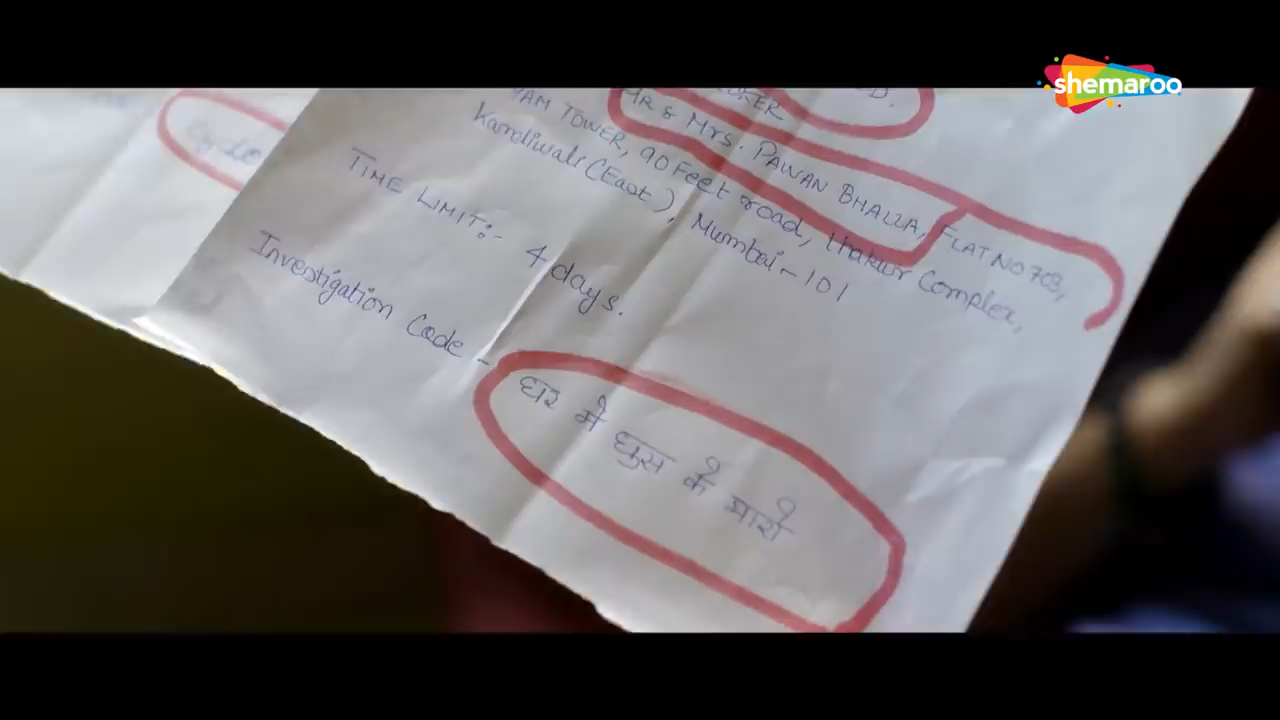 shemaroo
MR & Mrs. PAWAN BHALLA, FLAT NO 703,
TOWER, 90 Feet road, Thakur Complex,
Kandiwali (East), Mumbai - 101
TIME LIMIT:- 4 days.
Investigation Code - घर मे घुस के मारो